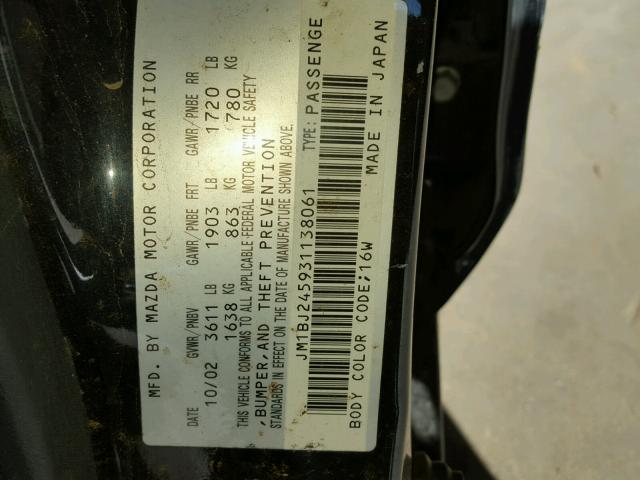 MFD. BY MAZDA MOTOR CORPORATION
DATE GVWR/PNBV GAWR/PNBE FRT GAWR/PNBE RR
10/02 3611 LB 1903 LB 1720 LB
1638 KG 863 KG 780 KG
THIS VEHICLE CONFORMS TO ALL APPLICABLE FEDERAL MOTOR VEHICLE SAFETY
,BUMPER,AND THEFT PREVENTION
STANDARDS IN EFFECT ON THE DATE OF MANUFACTURE SHOWN ABOVE.
JM1BJ245931138061 TYPE: PASSENGE
BODY COLOR CODE;16W MADE IN JAPAN